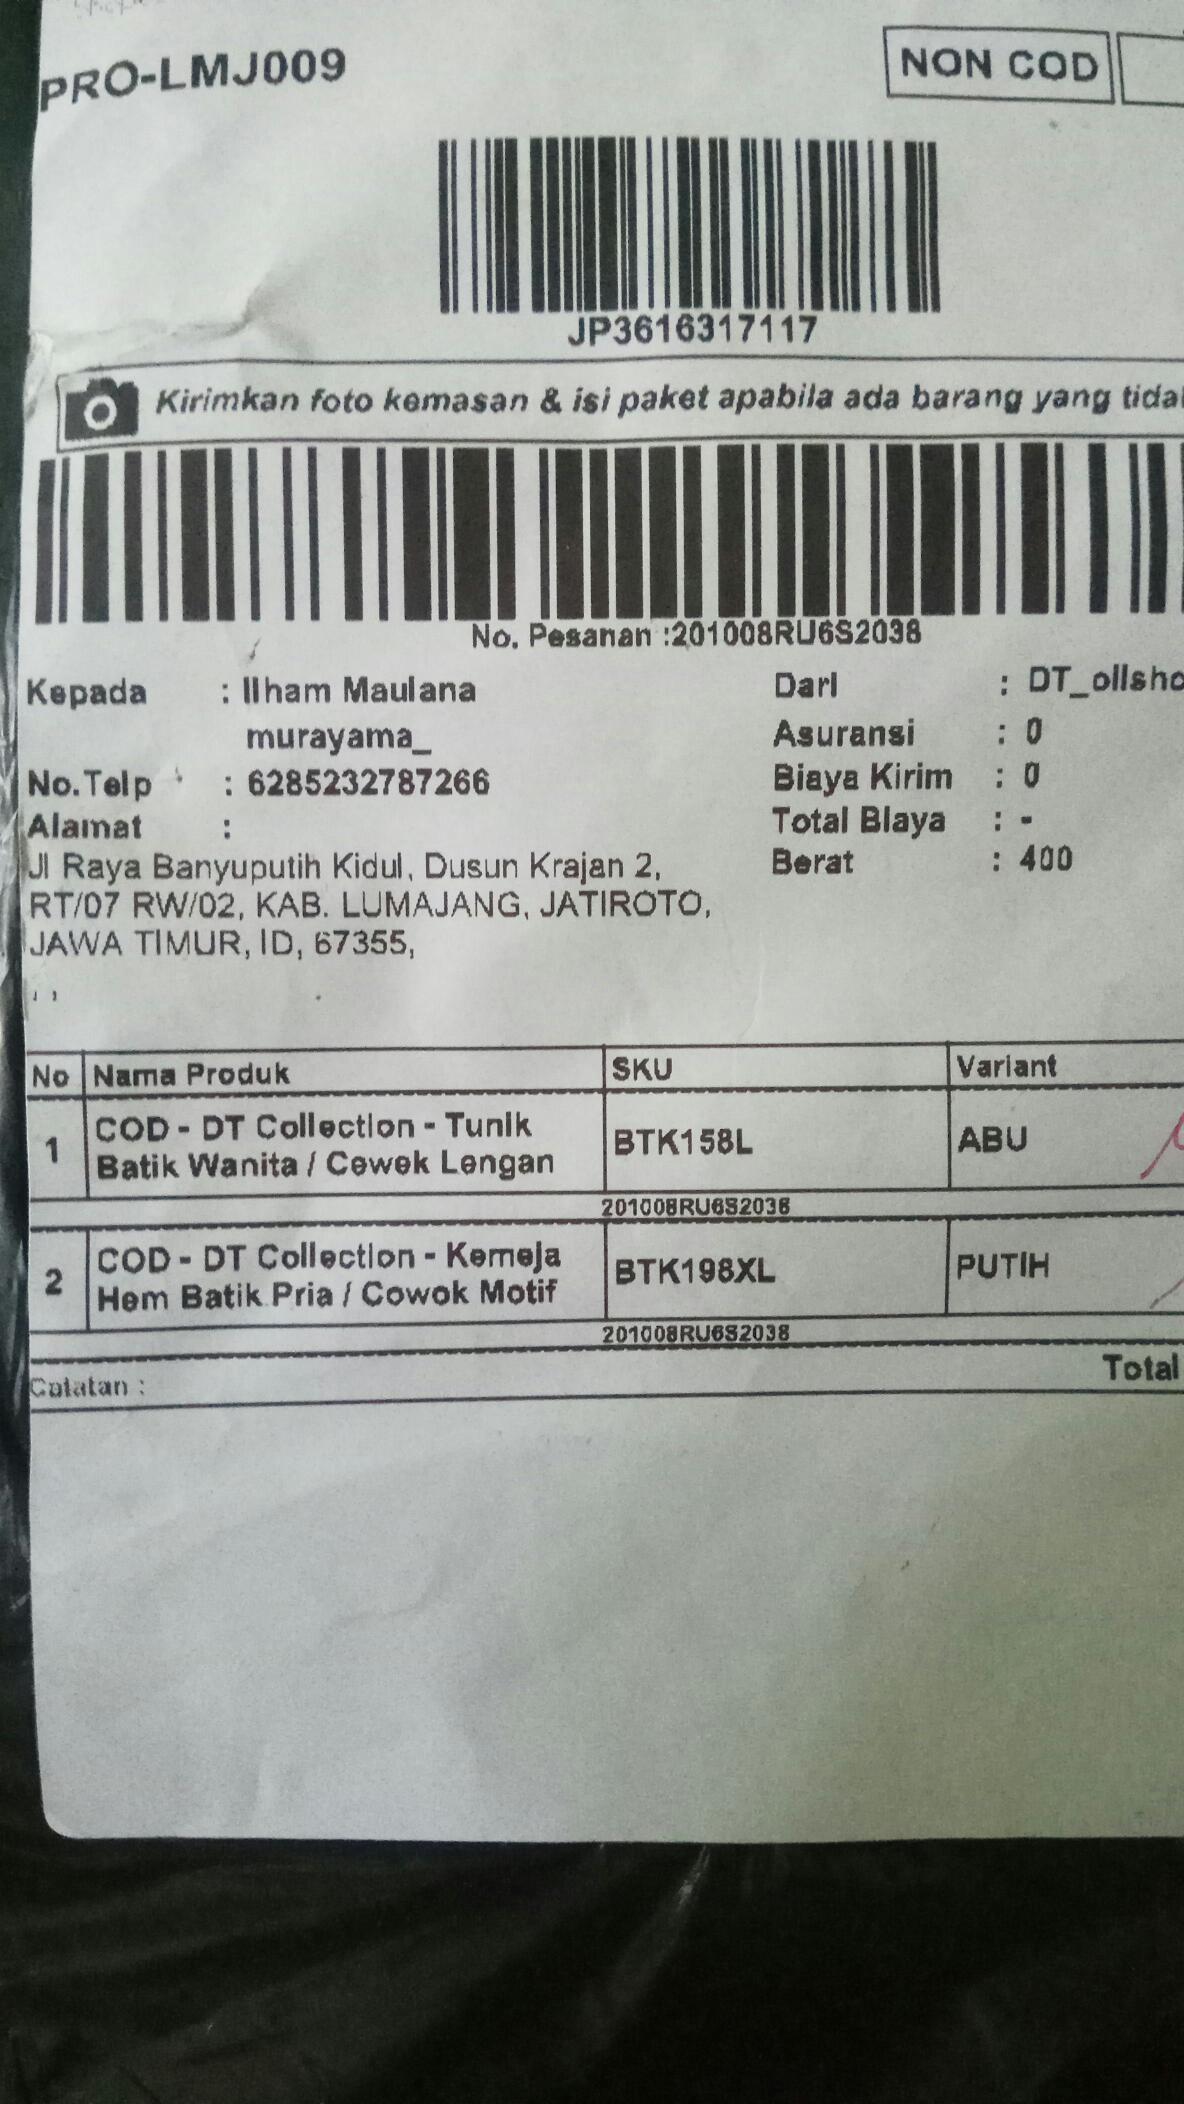 PRO-LMJ009
NON COD
JP3616317117
Kirimkan foto kemasan & isi paket apabila ada barang yang tidak
No. Pesanan :201008RU6S2038
Kepada : Ilham Maulana
murayama_
No.Telp : 6285232787266
Alamat :
Jl Raya Banyuputih Kidul, Dusun Krajan 2,
RT/07 RW/02, KAB. LUMAJANG, JATIROTO,
JAWA TIMUR, ID, 67355,
, ,
Dari : DT_ollsho
Asuransi : 0
Biaya Kirim : 0
Total Biaya : -
Berat : 400
No Nama Produk SKU Variant
1 COD - DT Collection - Tunik
Batik Wanita / Cewek Lengan BTK158L ABU
201008RU6S2038
2 COD - DT Collection - Kemeja
Hem Batik Pria / Cowok Motif BTK198XL PUTIH
201008RU6S2038
Total
Catatan :